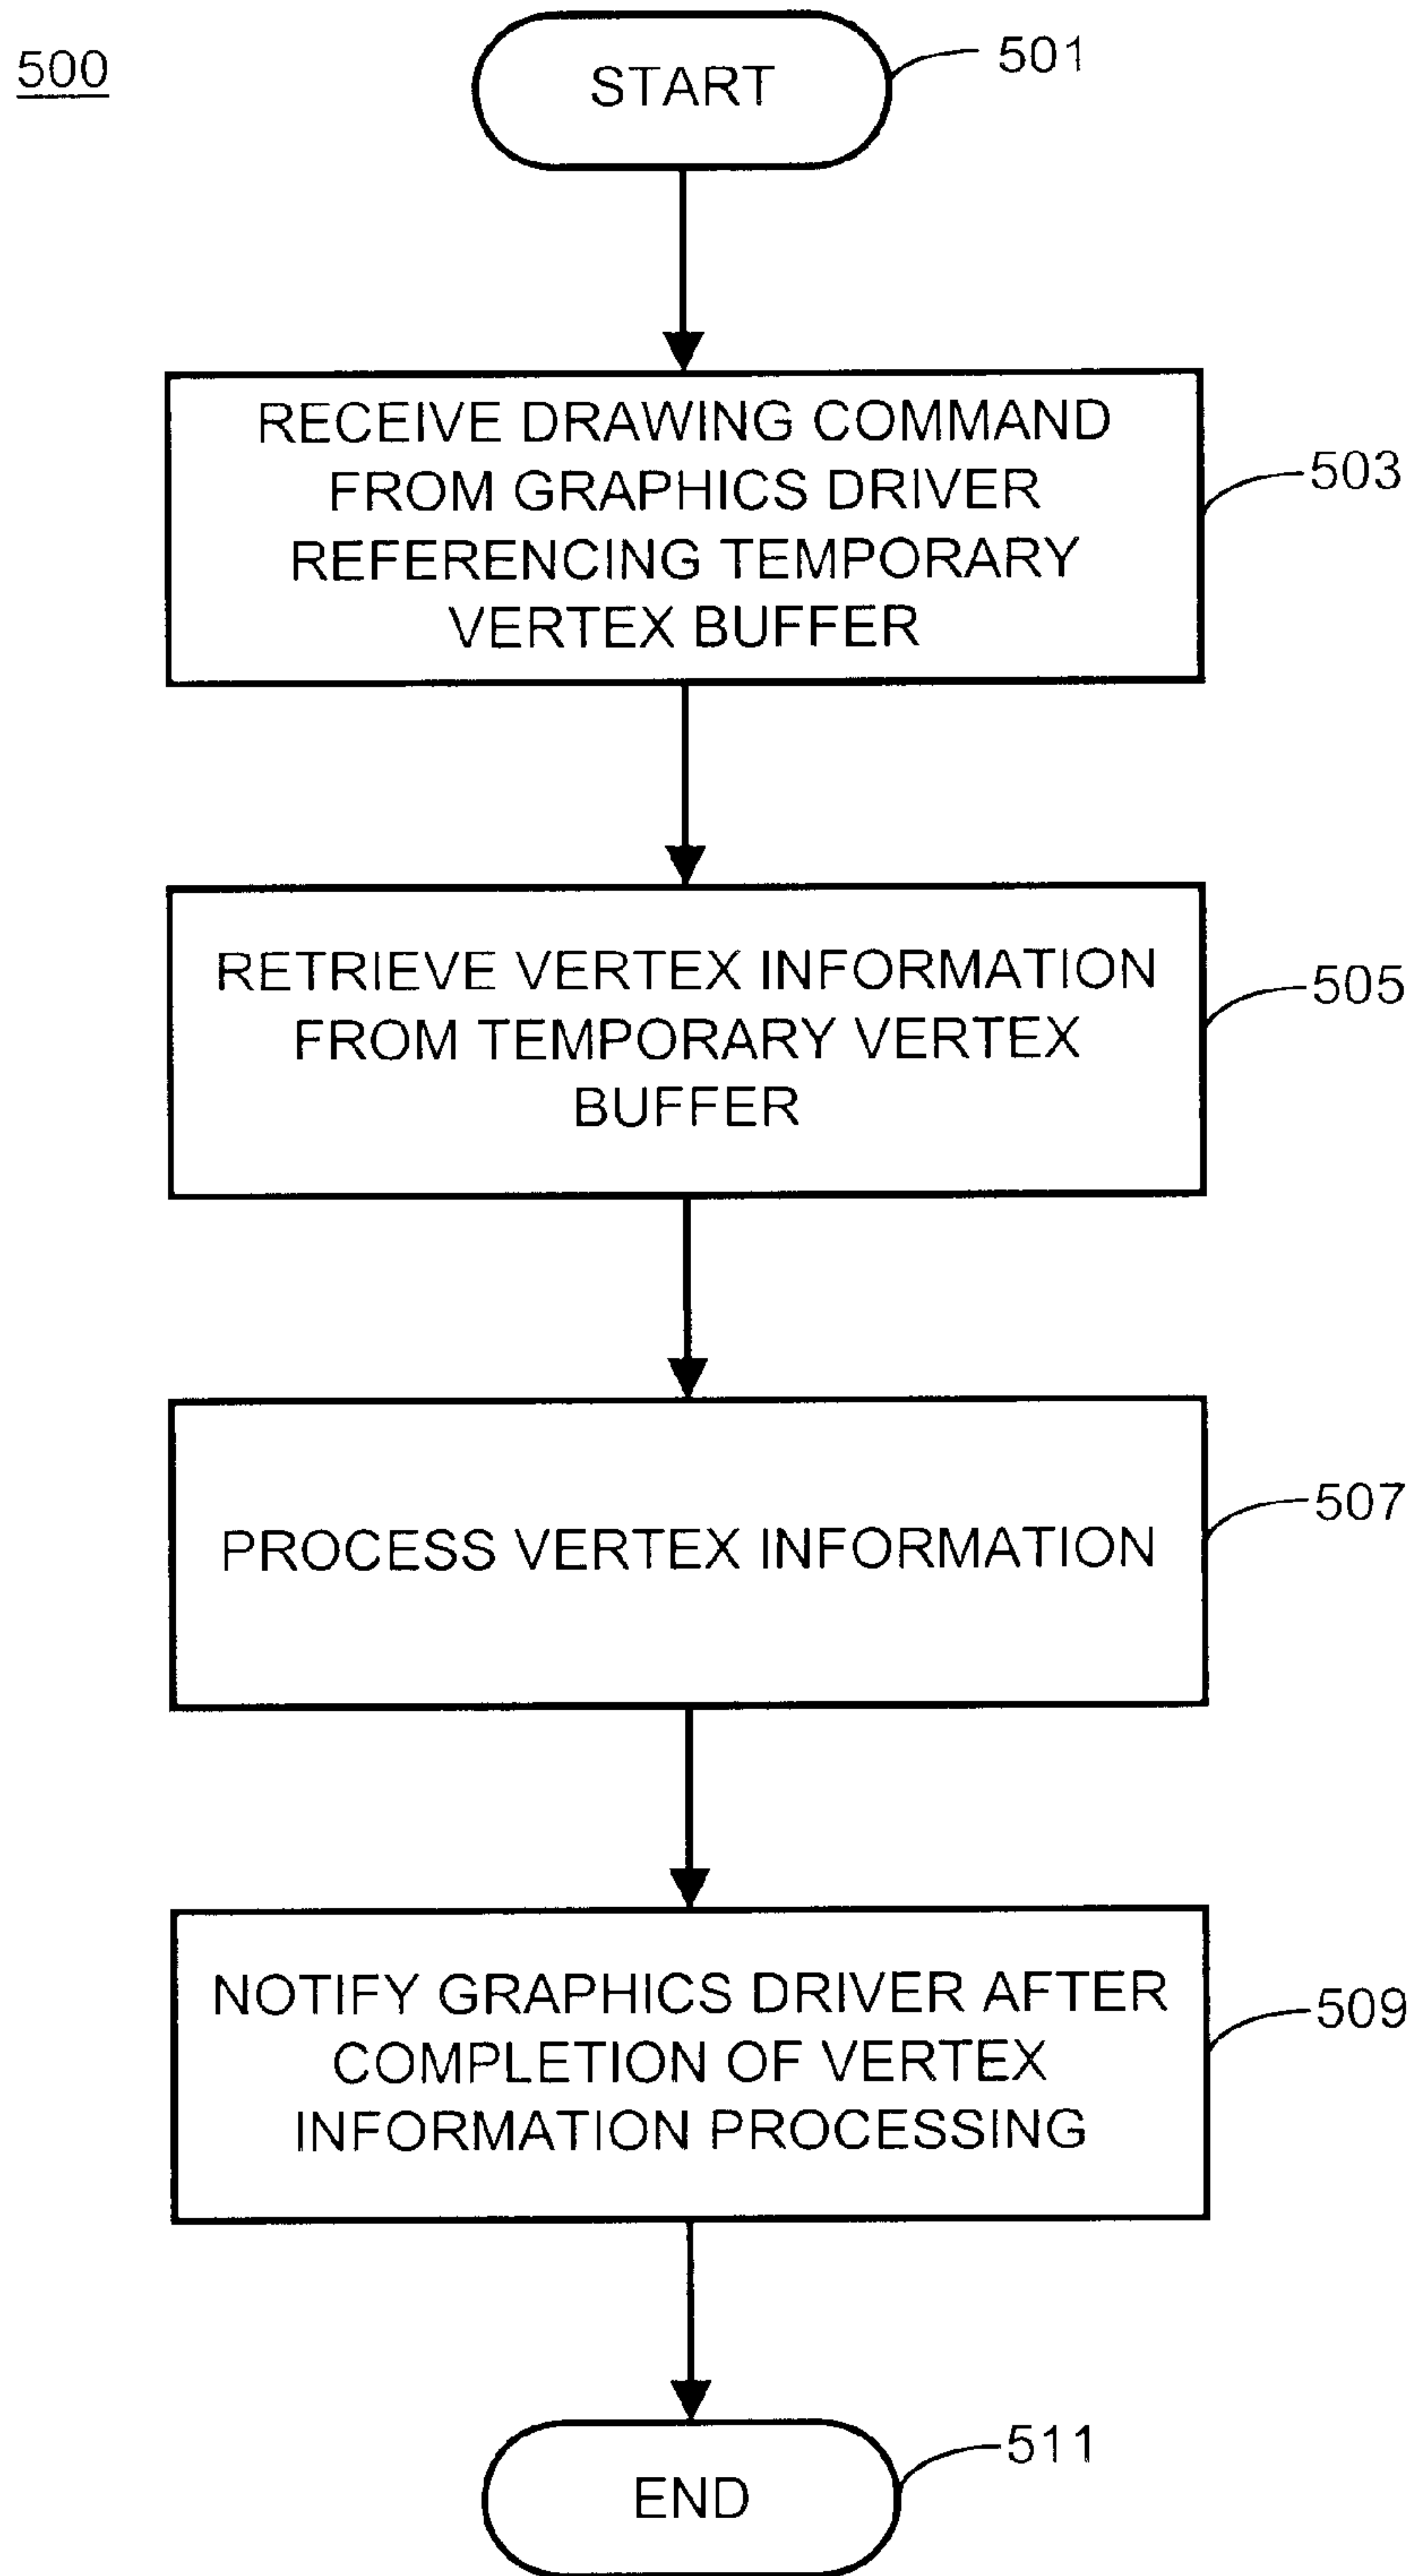 500
START
501
RECEIVE DRAWING COMMAND
FROM GRAPHICS DRIVER
REFERENCING TEMPORARY
VERTEX BUFFER
503
RETRIEVE VERTEX INFORMATION
FROM TEMPORARY VERTEX
BUFFER
505
PROCESS VERTEX INFORMATION
507
NOTIFY GRAPHICS DRIVER AFTER
COMPLETION OF VERTEX
INFORMATION PROCESSING
509
END
511